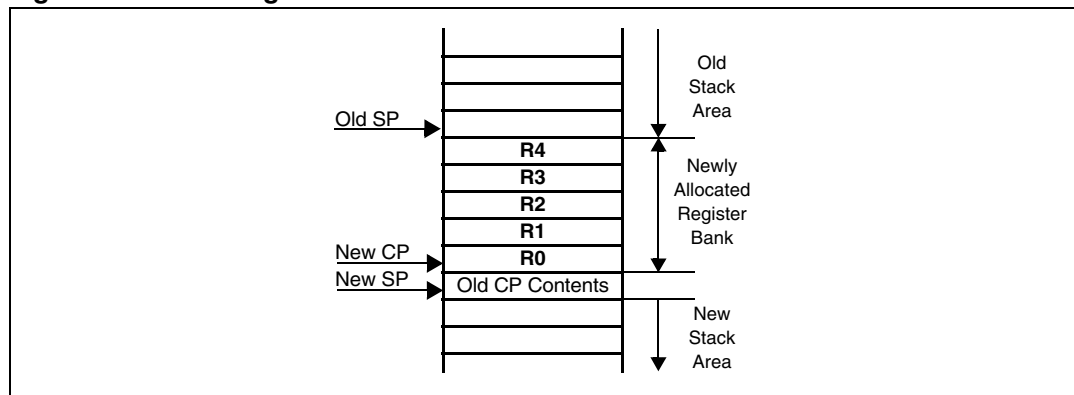 Old
Stack
Area
Old SP
R4
R3
R2
R1
R0
Newly
Allocated
Register
Bank
New CP
New SP
Old CP Contents
New
Stack
Area